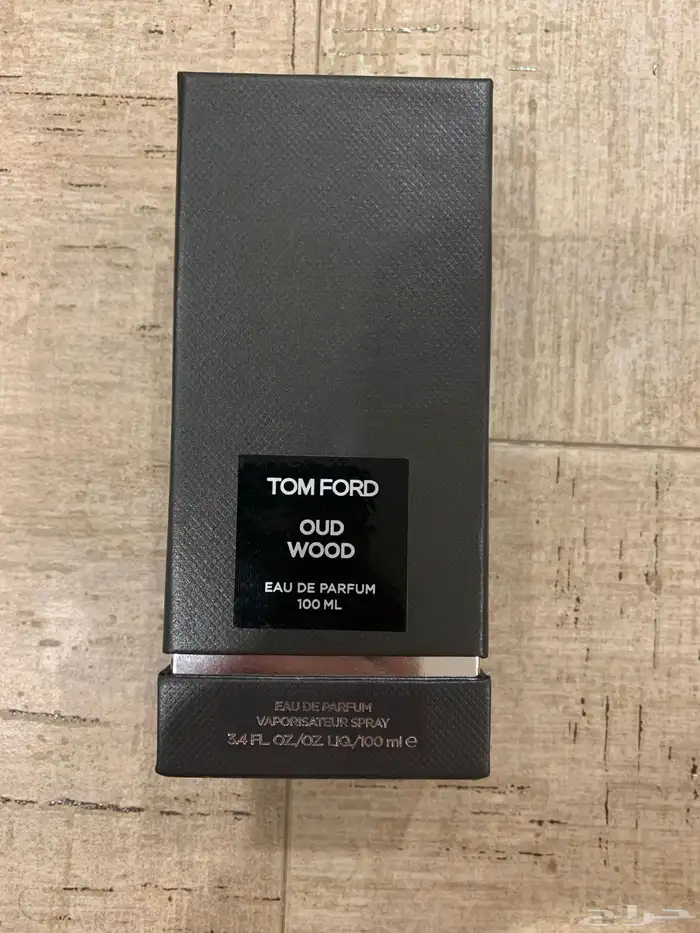 TOM FORD
OUD
WOOD
EAU DE PARFUM
100 ML
EAU DE PARFUM
VAPORISATEUR SPRAY
3.4 FL. OZ./OZ. LIQ./100 ml ℮
حراج